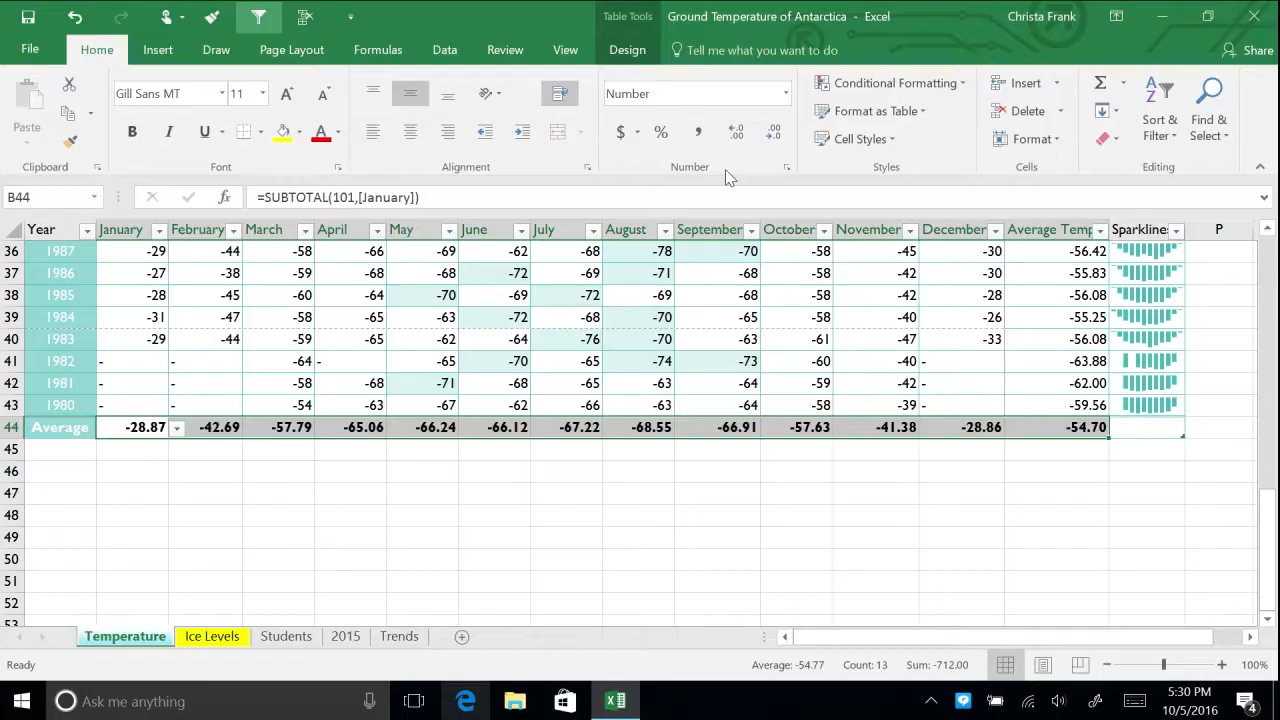 Table Tools
Ground Temperature of Antarctica - Excel
Christa Frank
File Home Insert Draw Page Layout Formulas Data Review View Design Tell me what you want to do Share
Paste
Gill Sans MT 11 A A
B I U A
Number
$ % , .00 .0
Conditional Formatting
Format as Table
Cell Styles
Insert
Delete
Format
Sort & Filter
Find & Select
Clipboard Font Alignment Number Styles Cells Editing
B44 fx =SUBTOTAL(101,[January])
Year January February March April May June July August September October November December Average Temp Sparkline P
36 1987 -29 -44 -58 -66 -69 -62 -68 -78 -70 -58 -45 -30 -56.42
37 1986 -27 -38 -59 -68 -68 -72 -69 -71 -68 -58 -42 -30 -55.83
38 1985 -28 -45 -60 -64 -70 -69 -72 -69 -68 -58 -42 -28 -56.08
39 1984 -31 -47 -58 -65 -63 -72 -68 -70 -65 -58 -40 -26 -55.25
40 1983 -29 -44 -59 -65 -62 -64 -76 -70 -63 -61 -47 -33 -56.08
41 1982 - - -64 - -65 -70 -65 -74 -73 -60 -40 - -63.88
42 1981 - - -58 -68 -71 -68 -65 -63 -64 -59 -42 - -62.00
43 1980 - - -54 -63 -67 -62 -66 -63 -64 -58 -39 - -59.56
44 Average -28.87 -42.69 -57.79 -65.06 -66.24 -66.12 -67.22 -68.55 -66.91 -57.63 -41.38 -28.86 -54.70
45
46
47
48
49
50
51
52
53
Temperature Ice Levels Students 2015 Trends
Ready Average: -54.77 Count: 13 Sum: -712.00 100%
Ask me anything
5:30 PM
10/5/2016
4